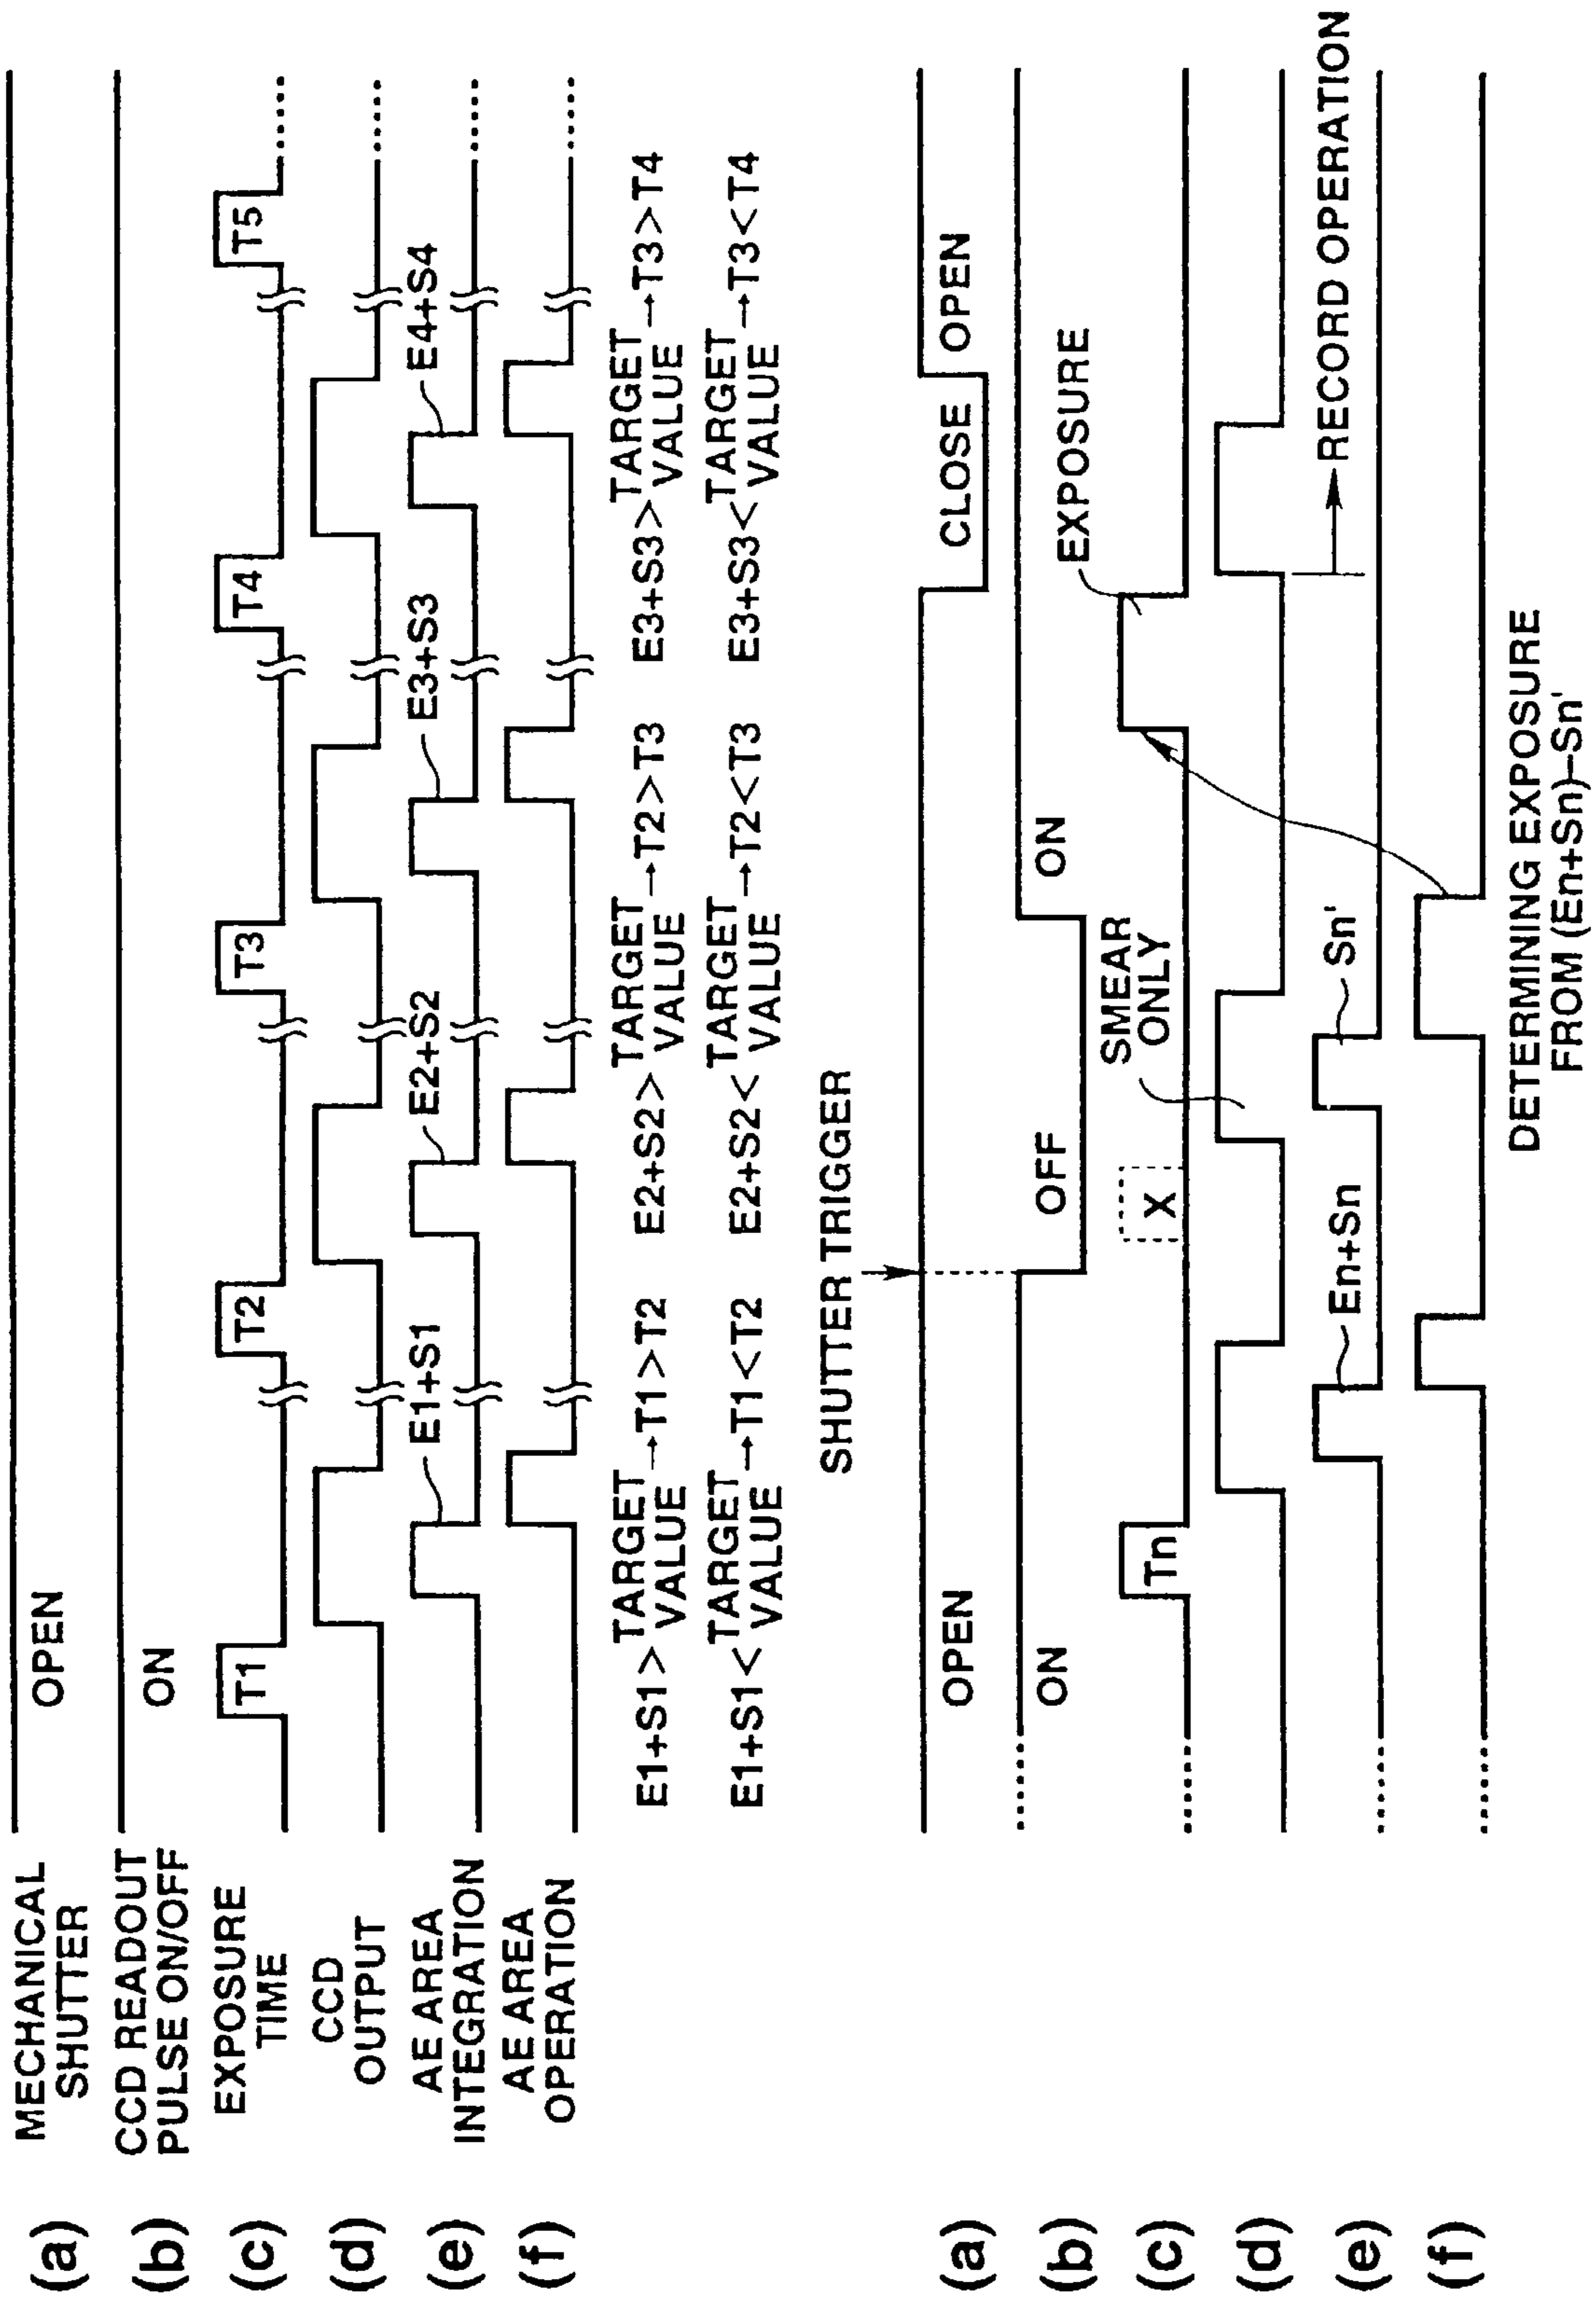 (a) MECHANICAL
SHUTTER
OPEN
(b) CCD READOUT
PULSE ON/OFF
ON
(c) EXPOSURE
TIME
T1 T2 T3 T4 T5
(d) CCD
OUTPUT
(e) AE AREA
INTEGRATION
E1+S1 E2+S2 E3+S3 E4+S4
(f) AE AREA
OPERATION
E1+S1>TARGET VALUE→T1>T2
E2+S2>TARGET VALUE→T2>T3
E3+S3>TARGET VALUE→T3>T4
E1+S1<TARGET VALUE→T1<T2
E2+S2<TARGET VALUE→T2<T3
E3+S3<TARGET VALUE→T3<T4
SHUTTER TRIGGER
(a) OPEN CLOSE OPEN
(b) ON OFF ON
(c) Tn X EXPOSURE
SMEAR
ONLY
(d)
(e) En+Sn Sn' RECORD OPERATION
(f)
DETERMINING EXPOSURE
FROM (En+Sn)–Sn'